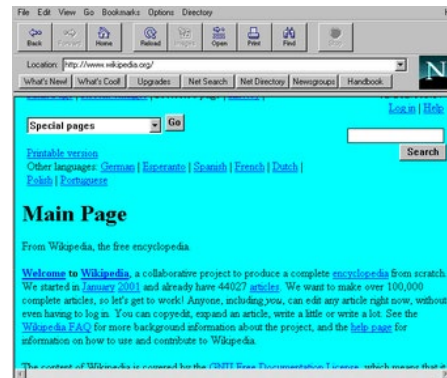 File Edit View Go Bookmarks Options Directory
Back Forward Home Reload Images Open Print Find Stop
Location: http://www.wikipedia.org/
What's New! What's Cool! Upgrades Net Search Net Directory Newsgroups Handbook
N
Log in | Help
Special pages Go
Printable version Search
Other languages: German | Esperanto | Spanish | French | Dutch |
Polish | Portuguese
Main Page
From Wikipedia, the free encyclopedia.
Welcome to Wikipedia, a collaborative project to produce a complete encyclopedia from scratch.
We started in January 2001 and already have 44027 articles. We want to make over 100,000
complete articles, so let's get to work! Anyone, including you, can edit any article right now, without
even having to log in. You can copyedit, expand an article, write a little or write a lot. See the
Wikipedia FAQ for more background information about the project, and the help page for
information on how to use and contribute to Wikipedia.
The content of Wikipedia is covered by the GNU Free Documentation License, which means that